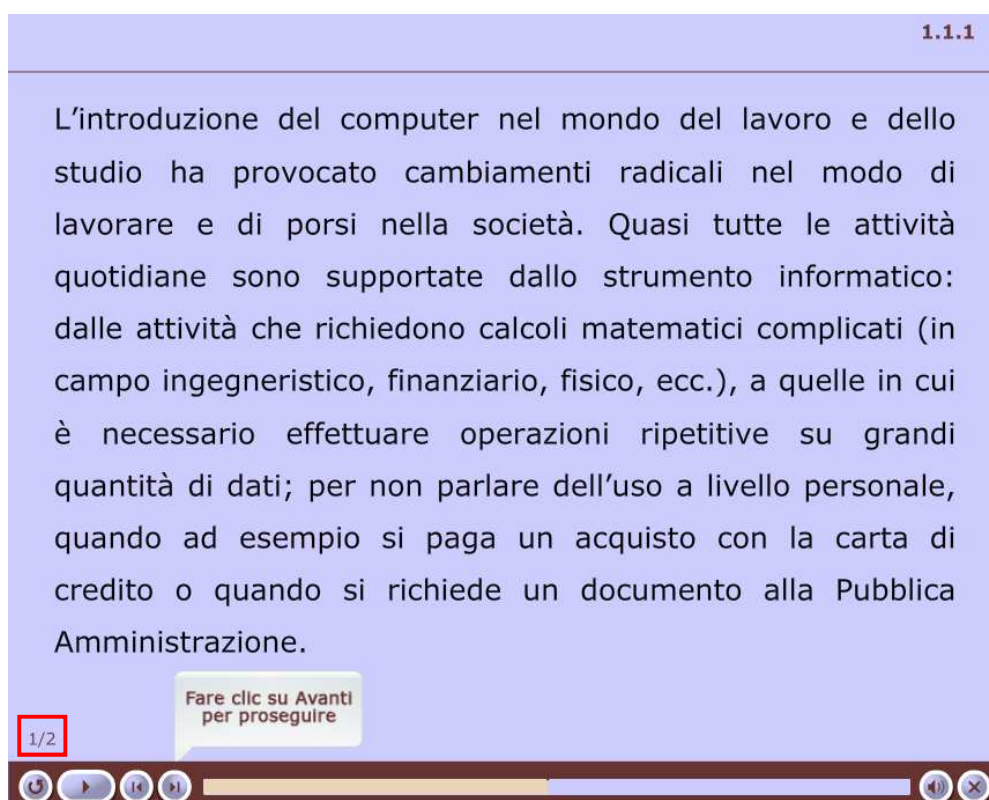 1.1.1
L’introduzione del computer nel mondo del lavoro e dello
studio ha provocato cambiamenti radicali nel modo di
lavorare e di porsi nella società. Quasi tutte le attività
quotidiane sono supportate dallo strumento informatico:
dalle attività che richiedono calcoli matematici complicati (in
campo ingegneristico, finanziario, fisico, ecc.), a quelle in cui
è necessario effettuare operazioni ripetitive su grandi
quantità di dati; per non parlare dell’uso a livello personale,
quando ad esempio si paga un acquisto con la carta di
credito o quando si richiede un documento alla Pubblica
Amministrazione.
Fare clic su Avanti
per proseguire
1/2